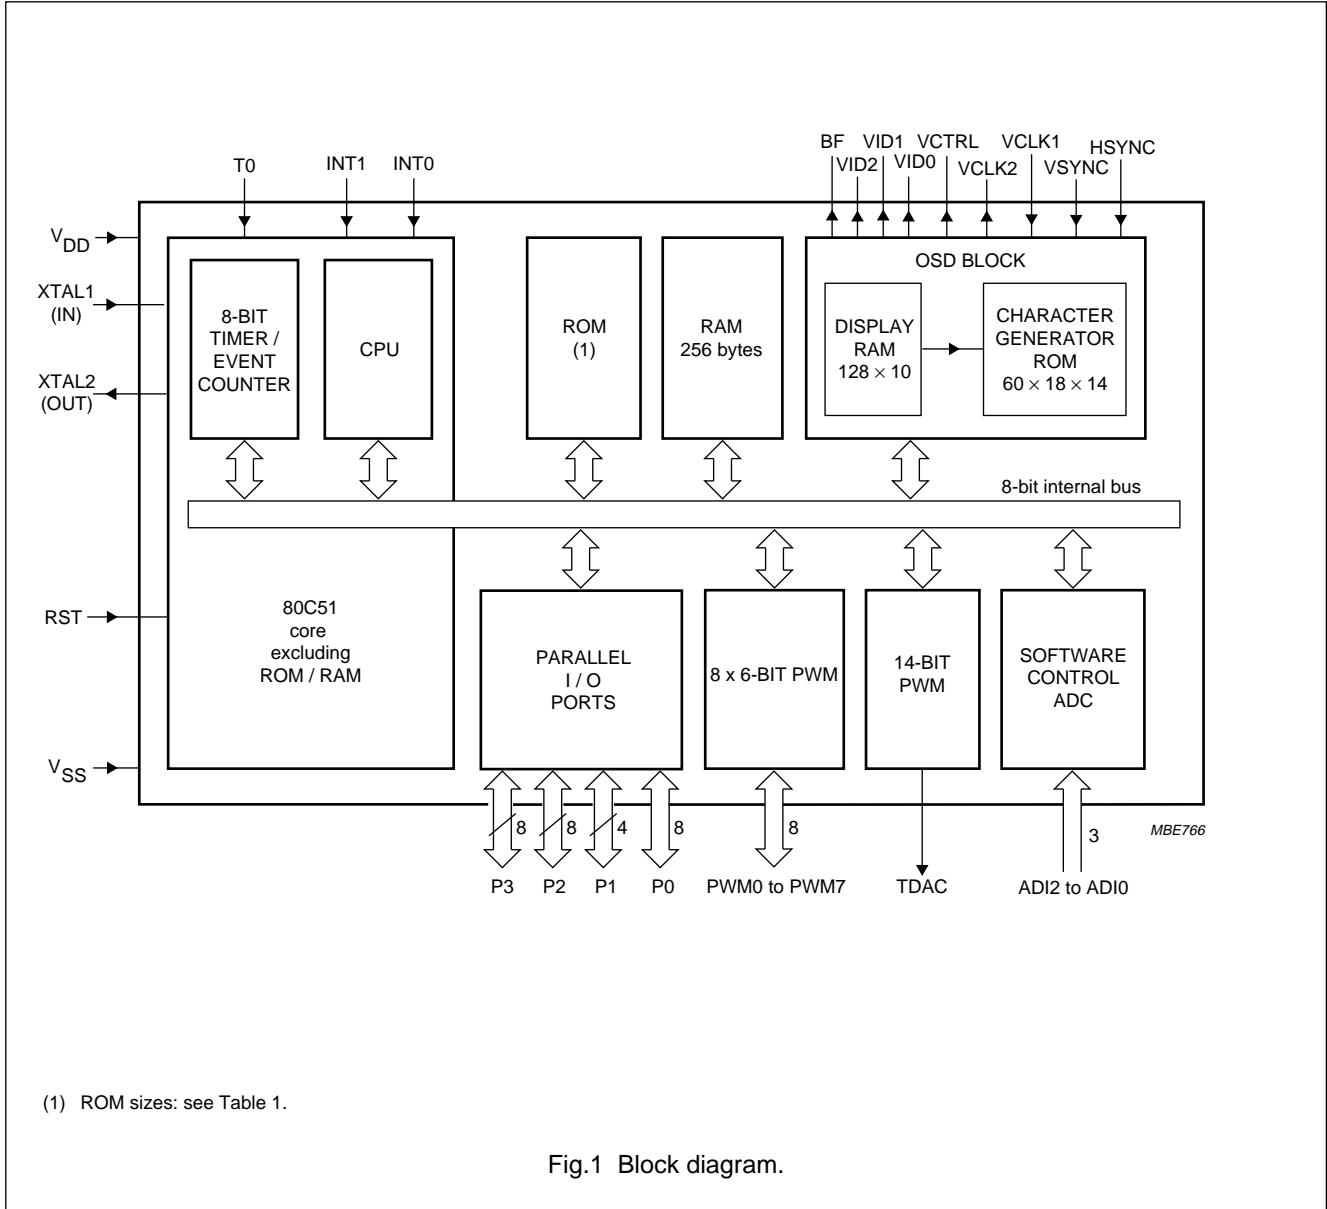 BF VID1 VCTRL VCLK1 HSYNC
VID2 VID0 VCLK2 VSYNC
T0 INT1 INT0
V_DD
XTAL1
(IN)
XTAL2
(OUT)
RST
V_SS
8-BIT
TIMER /
EVENT
COUNTER
CPU
ROM
(1)
RAM
256 bytes
OSD BLOCK
DISPLAY
RAM
128 × 10
CHARACTER
GENERATOR
ROM
60 × 18 × 14
8-bit internal bus
80C51
core
excluding
ROM / RAM
PARALLEL
I / O
PORTS
8 x 6-BIT PWM
14-BIT
PWM
SOFTWARE
CONTROL
ADC
8 8 4 8 8 3
MBE766
P3 P2 P1 P0 PWM0 to PWM7 TDAC ADI2 to ADI0
(1) ROM sizes: see Table 1.
Fig.1 Block diagram.